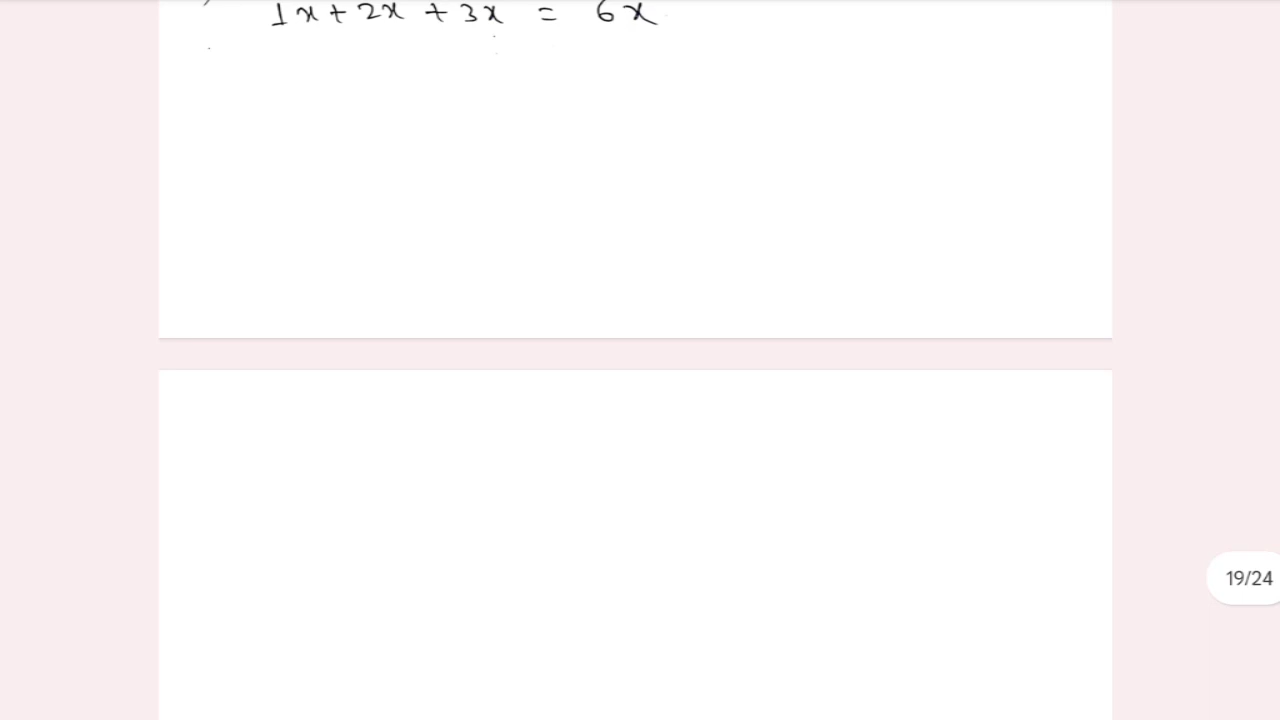 1x + 2x + 3x = 6x
19/24